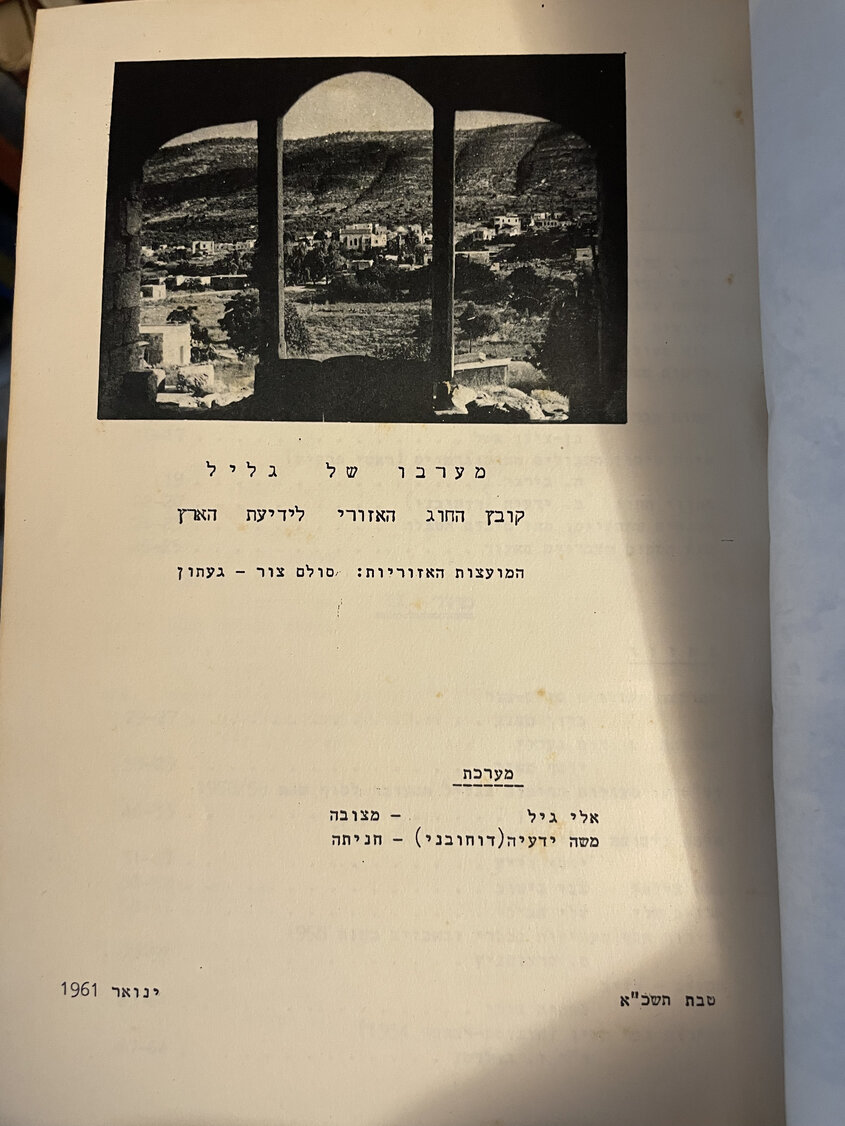 מערבו של גליל
קובץ החוג האזורי לידיעת הארץ
המועצות האזוריות: סולם צור – געתון
מערכת
אלי גיל – מצובה
משה ידעיה(דוחובני) – חניתה
טבת תשכ"א ינואר 1961